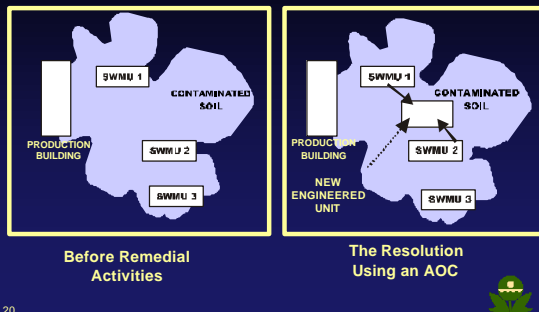 SWMU 1
CONTAMINATED
SOIL
PRODUCTION
BUILDING
SWMU 2
SWMU 3
Before Remedial
Activities
SWMU 1
CONTAMINATED
SOIL
PRODUCTION
BUILDING
SWMU 2
NEW
ENGINEERED
UNIT
SWMU 3
The Resolution
Using an AOC
20